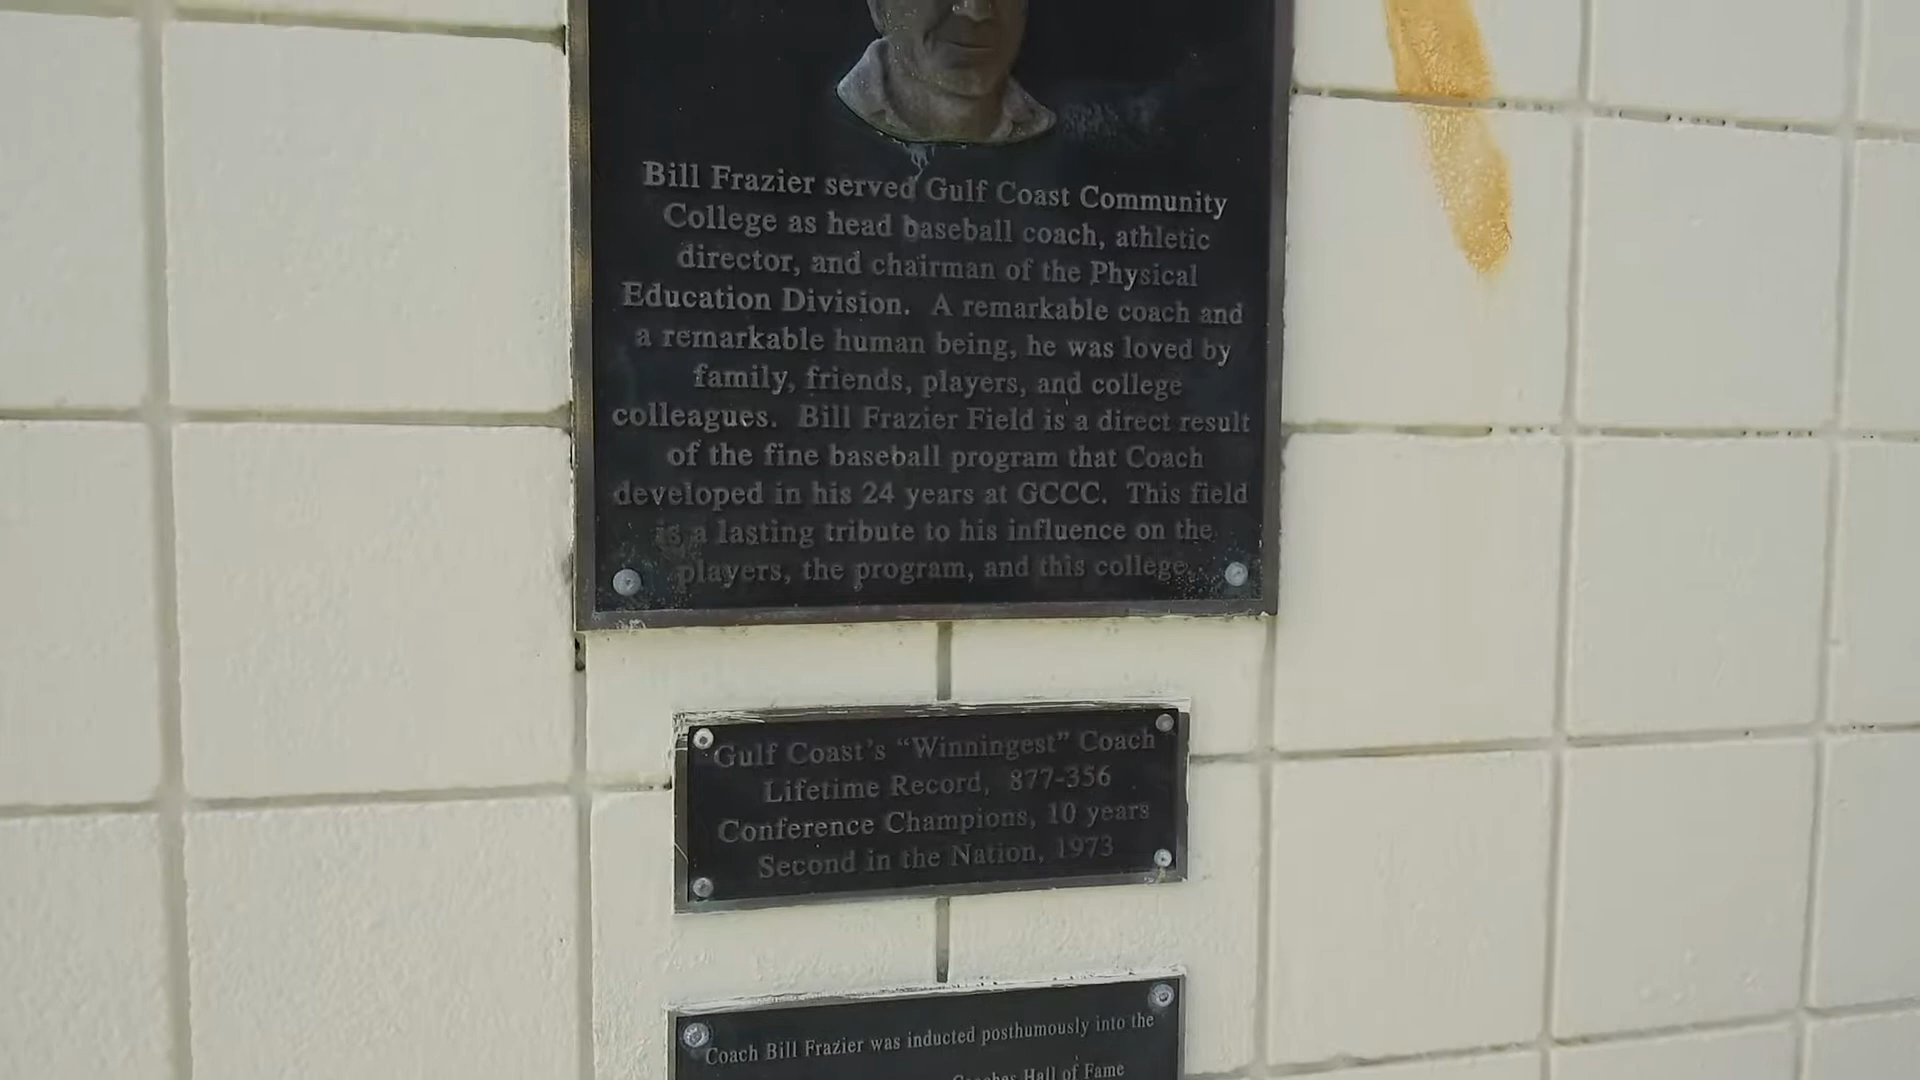 Bill Frazier served Gulf Coast Community
College as head baseball coach, athletic
director, and chairman of the Physical
Education Division. A remarkable coach and
a remarkable human being, he was loved by
family, friends, players, and college
colleagues. Bill Frazier Field is a direct result
of the fine baseball program that Coach
developed in his 24 years at GCCC. This field
is a lasting tribute to his influence on the
players, the program, and this college.
Gulf Coast's “Winningest” Coach
Lifetime Record, 877-356
Conference Champions, 10 years
Second in the Nation, 1973
Coach Bill Frazier was inducted posthumously into the
Coaches Hall of Fame